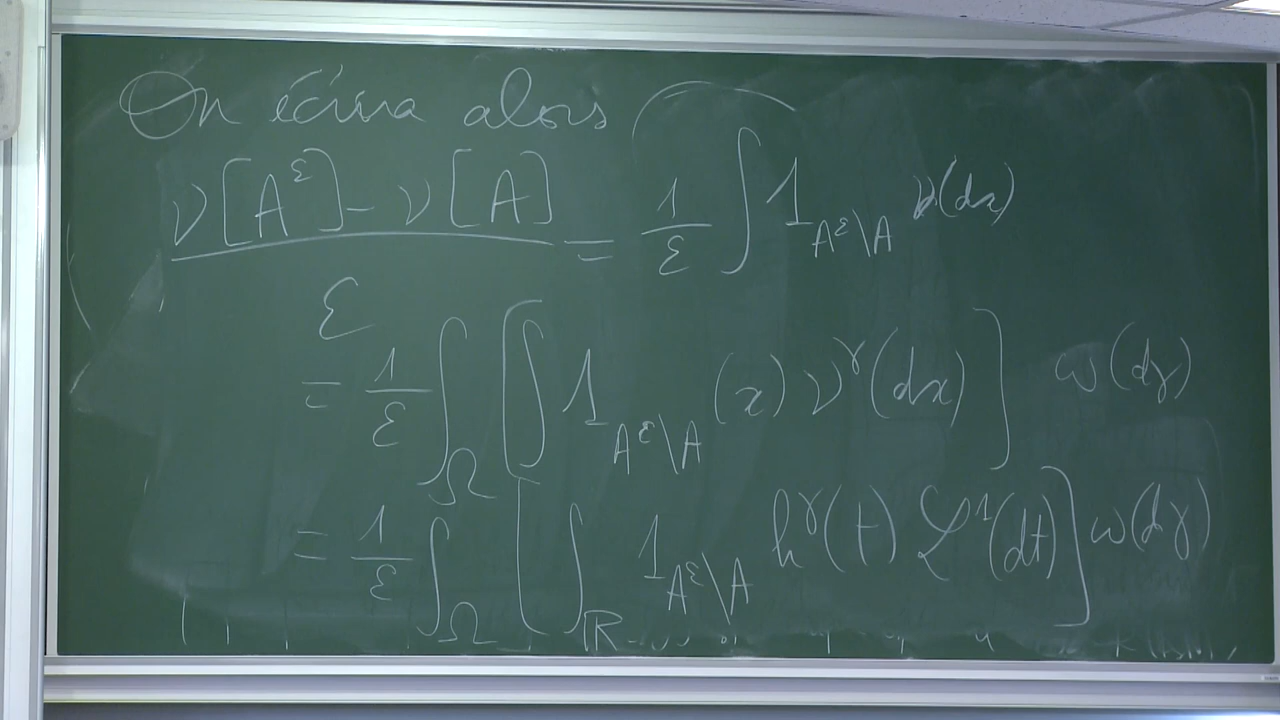 On écrira alors
ν[A^ε] - ν[A] / ε = 1/ε ∫ 1_{A^ε\A} ν(dx)
= 1/ε ∫_Ω [∫ 1_{A^ε\A} (x) ν^γ(dx)] ω(dγ)
= 1/ε ∫_Ω [∫_ℝ 1_{A^ε\A} h^γ(t) ℒ^1(dt)] ω(dγ)